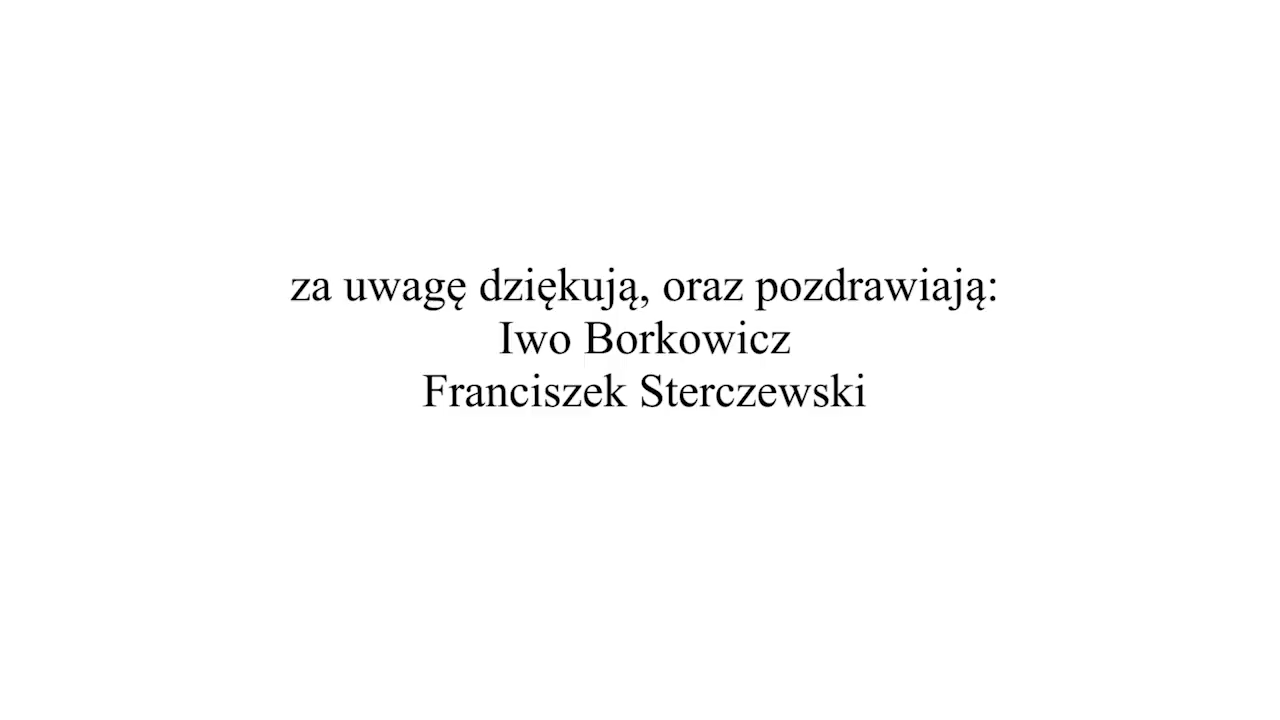 za uwagę dziękują, oraz pozdrawiają:
Iwo Borkowicz
Franciszek Sterczewski